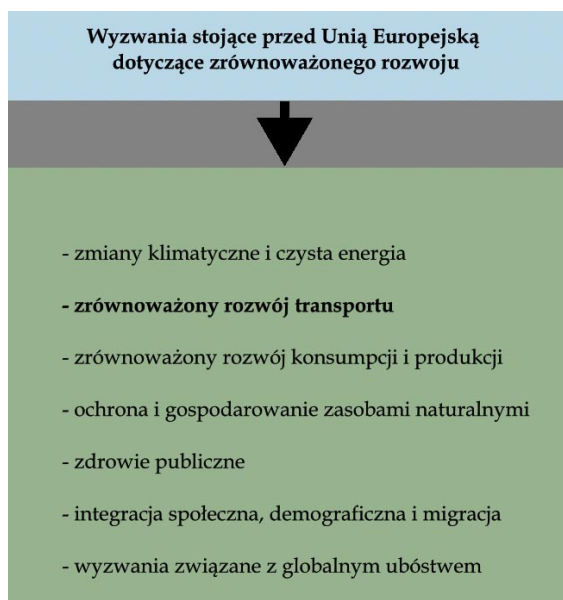 Wyzwania stojące przed Unią Europejską
dotyczące zrównoważonego rozwoju
- zmiany klimatyczne i czysta energia
- zrównoważony rozwój transportu
- zrównoważony rozwój konsumpcji i produkcji
- ochrona i gospodarowanie zasobami naturalnymi
- zdrowie publiczne
- integracja społeczna, demograficzna i migracja
- wyzwania związane z globalnym ubóstwem